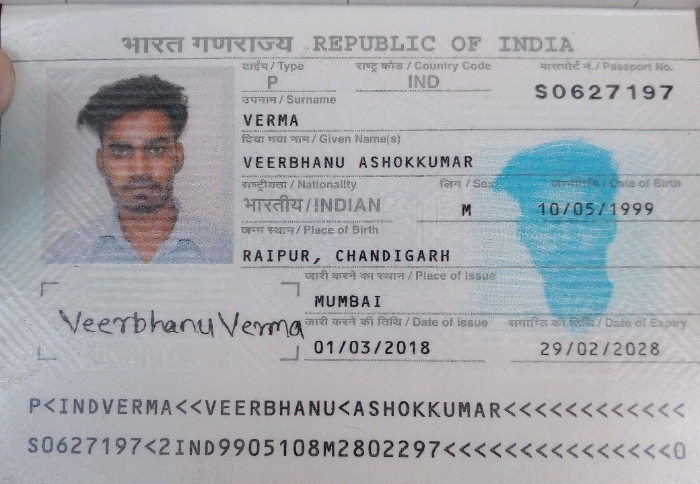 भारत गणराज्य REPUBLIC OF INDIA
टाईप / Type राष्ट्र कोड / Country Code पासपोर्ट नं. / Passport No.
P IND S0627197
उपनाम / Surname
VERMA
दिया गया नाम / Given Name(s)
VEERBHANU ASHOKKUMAR
राष्ट्रीयता / Nationality लिंग / Sex जन्मतिथि / Date of Birth
भारतीय / INDIAN M 10/05/1999
जन्म स्थान / Place of Birth
RAIPUR, CHANDIGARH
जारी करने का स्थान / Place of Issue
MUMBAI
Veerbhanu Verma
जारी करने की तिथि / Date of Issue समाप्ति की तिथि / Date of Expiry
01/03/2018 29/02/2028
P<INDVERMA<<VEERBHANU<ASHOKKUMAR<<<<<<<<<<<<
S0627197<2IND9905108M2802297<<<<<<<<<<<<<<<0